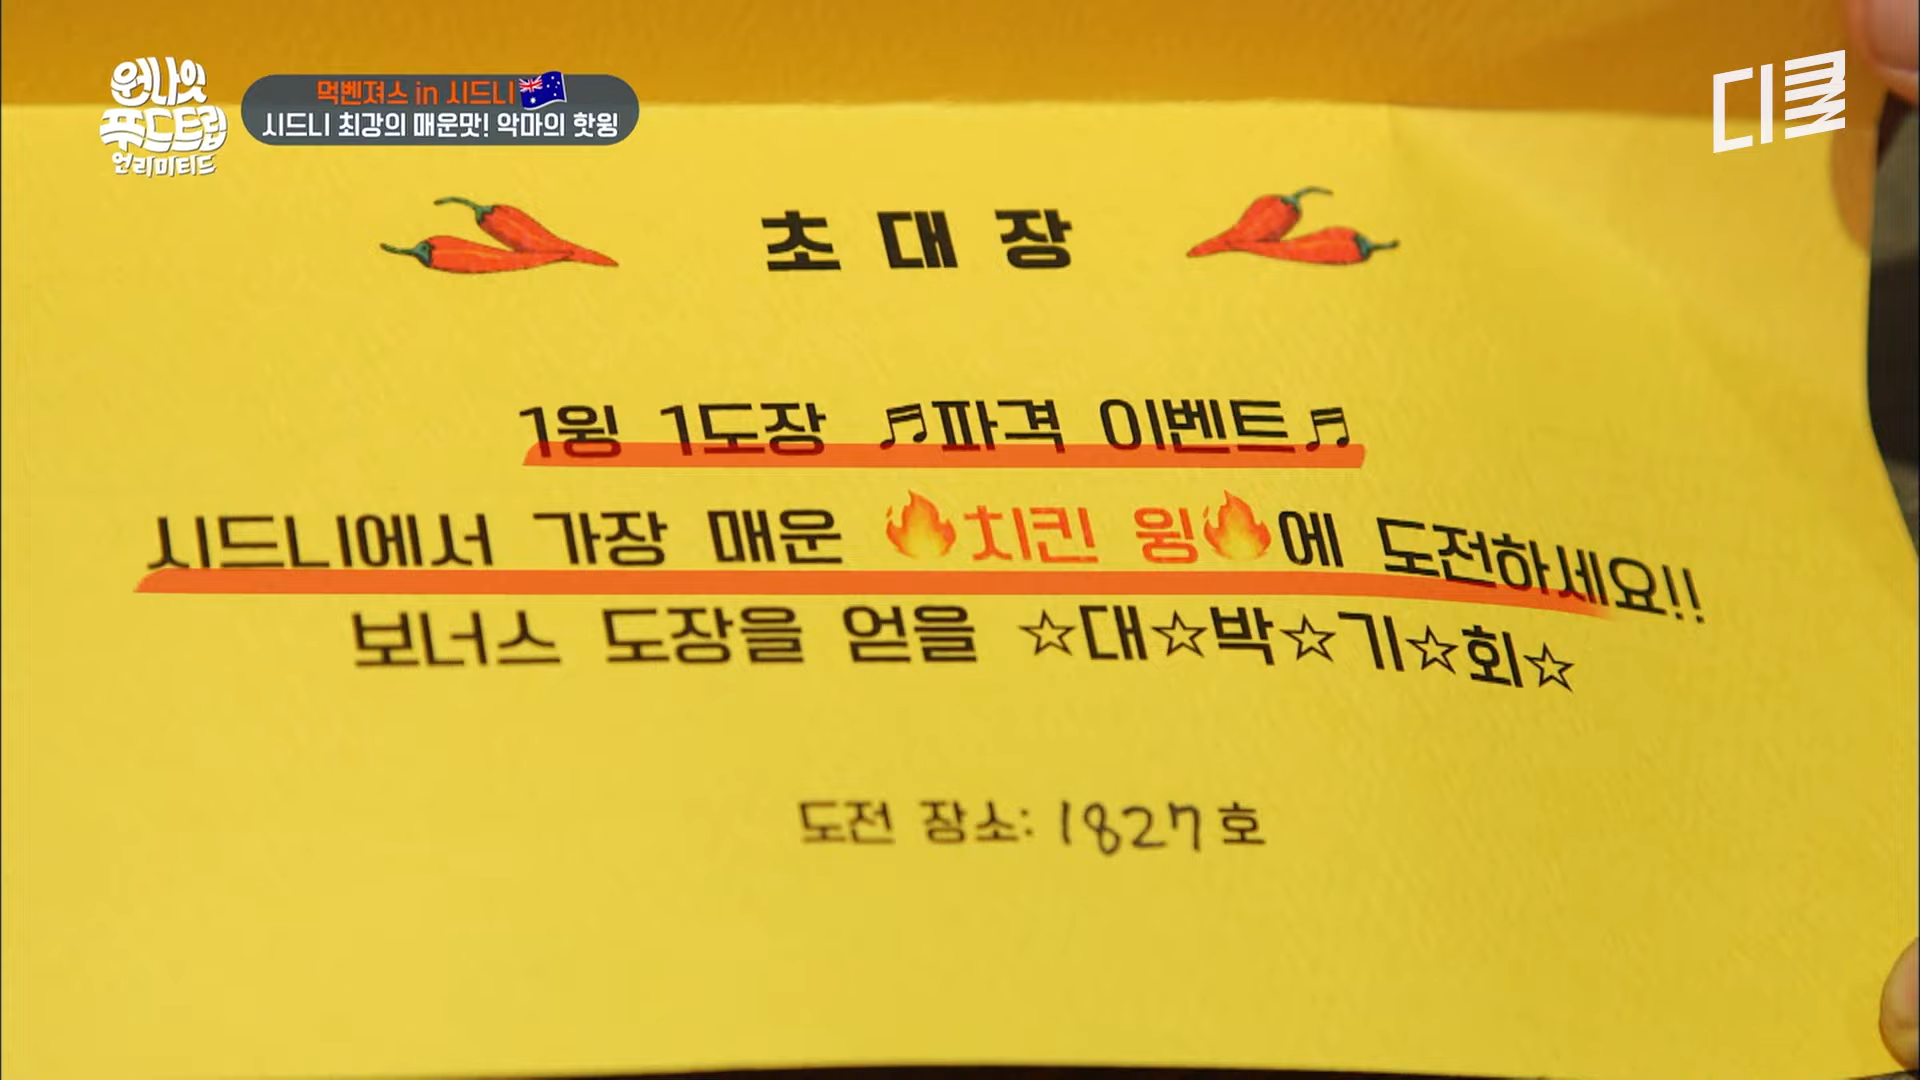 원나잇
푸드트립
언리미티드
먹벤져스 in 시드니
시드니 최강의 매운맛! 악마의 핫윙
디글
초대장
1윙 1도장 ♬파격 이벤트♬
시드니에서 가장 매운 🔥치킨 윙🔥에 도전하세요!!
보너스 도장을 얻을 ☆대☆박☆기☆회☆
도전 장소: 1827호